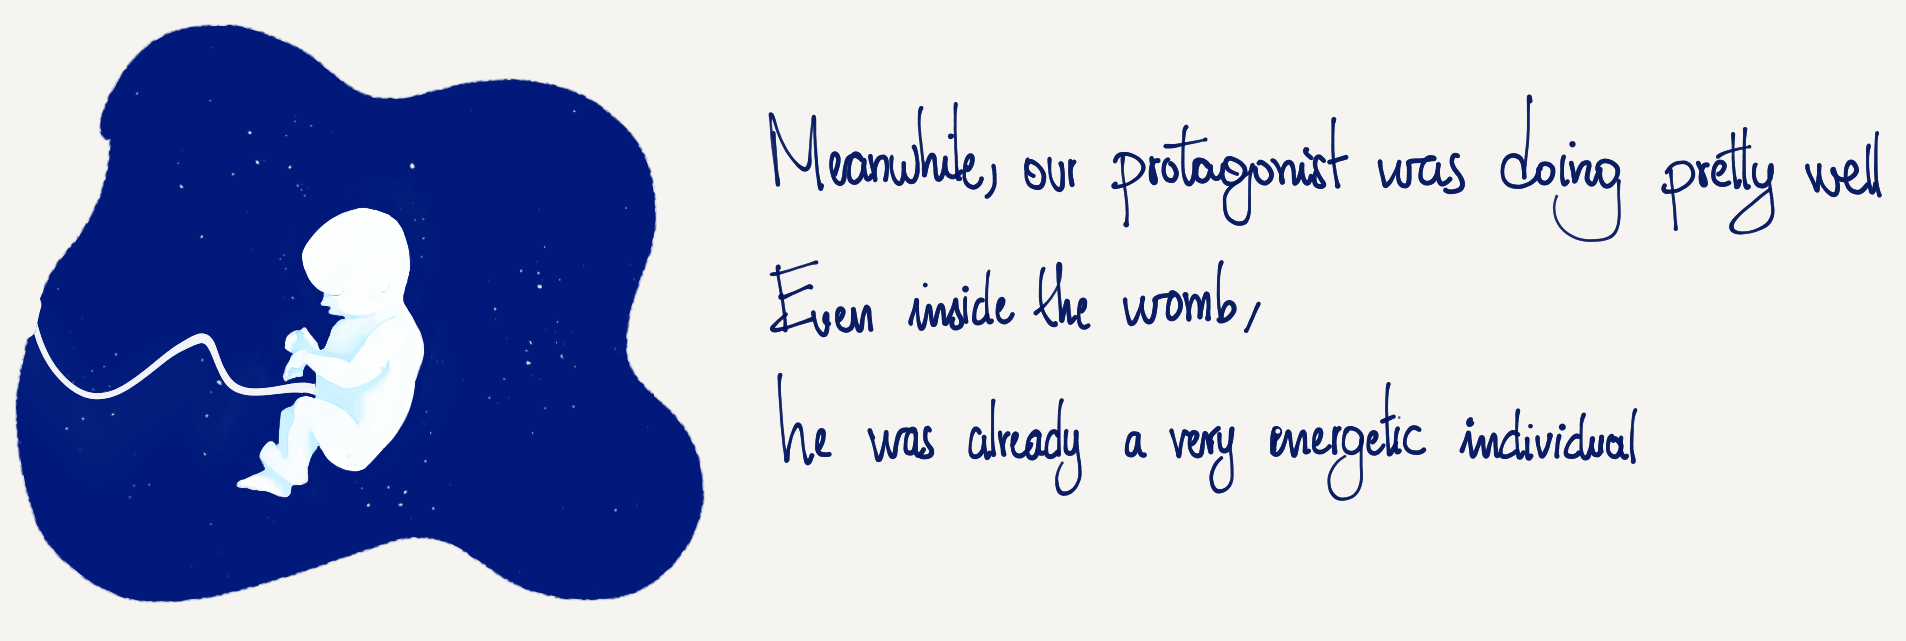 Meanwhile, our protagonist was doing pretty well
Even inside the womb,
he was already a very energetic individual